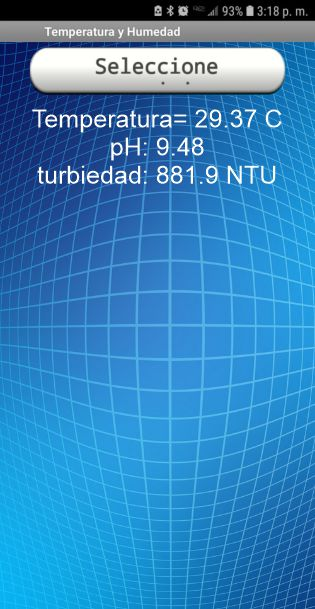 93% 3:18 p. m.
Temperatura y Humedad
Seleccione
Temperatura= 29.37 C
pH: 9.48
turbiedad: 881.9 NTU